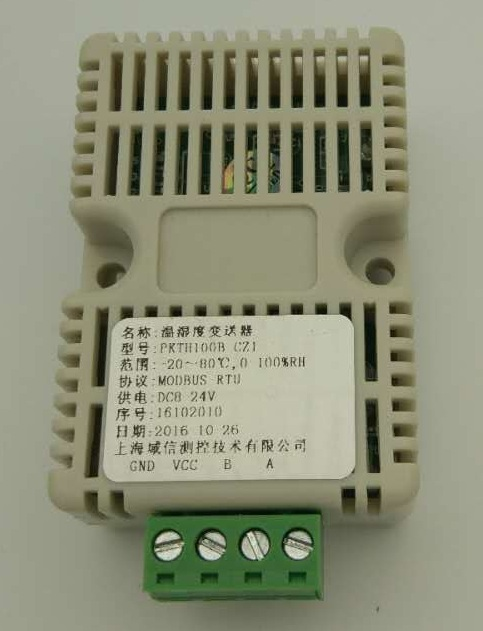 名称:温湿度变送器
型号:PKTH100B CZ1
范围:-20~80℃,0 100%RH
协议:MODBUS RTU
供电:DC8 24V
序号:16102010
日期:2016 10 26
上海域信测控技术有限公司
GND VCC B A